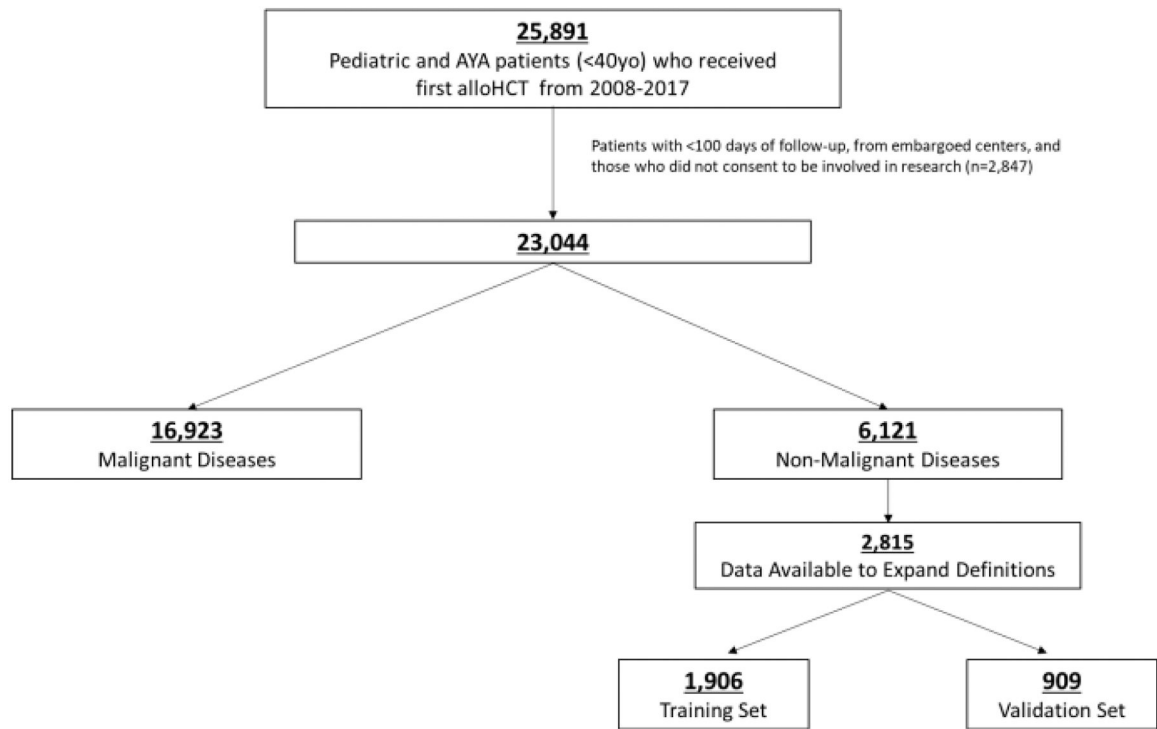 25,891
Pediatric and AYA patients (<40yo) who received
first alloHCT from 2008-2017
Patients with <100 days of follow-up, from embargoed centers, and
those who did not consent to be involved in research (n=2,847)
23,044
16,923
Malignant Diseases
6,121
Non-Malignant Diseases
2,815
Data Available to Expand Definitions
1,906
Training Set
909
Validation Set